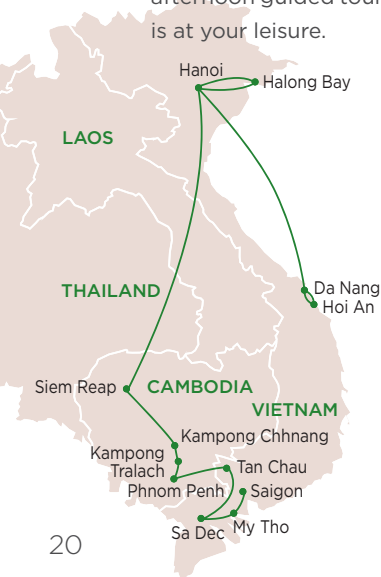 afternoon guided tour
is at your leisure.
Hanoi
Halong Bay
LAOS
THAILAND
Da Nang
Hoi An
Siem Reap
CAMBODIA
VIETNAM
Kampong Chhnang
Kampong
Tralach
Tan Chau
Phnom Penh
Saigon
Sa Dec
My Tho
20